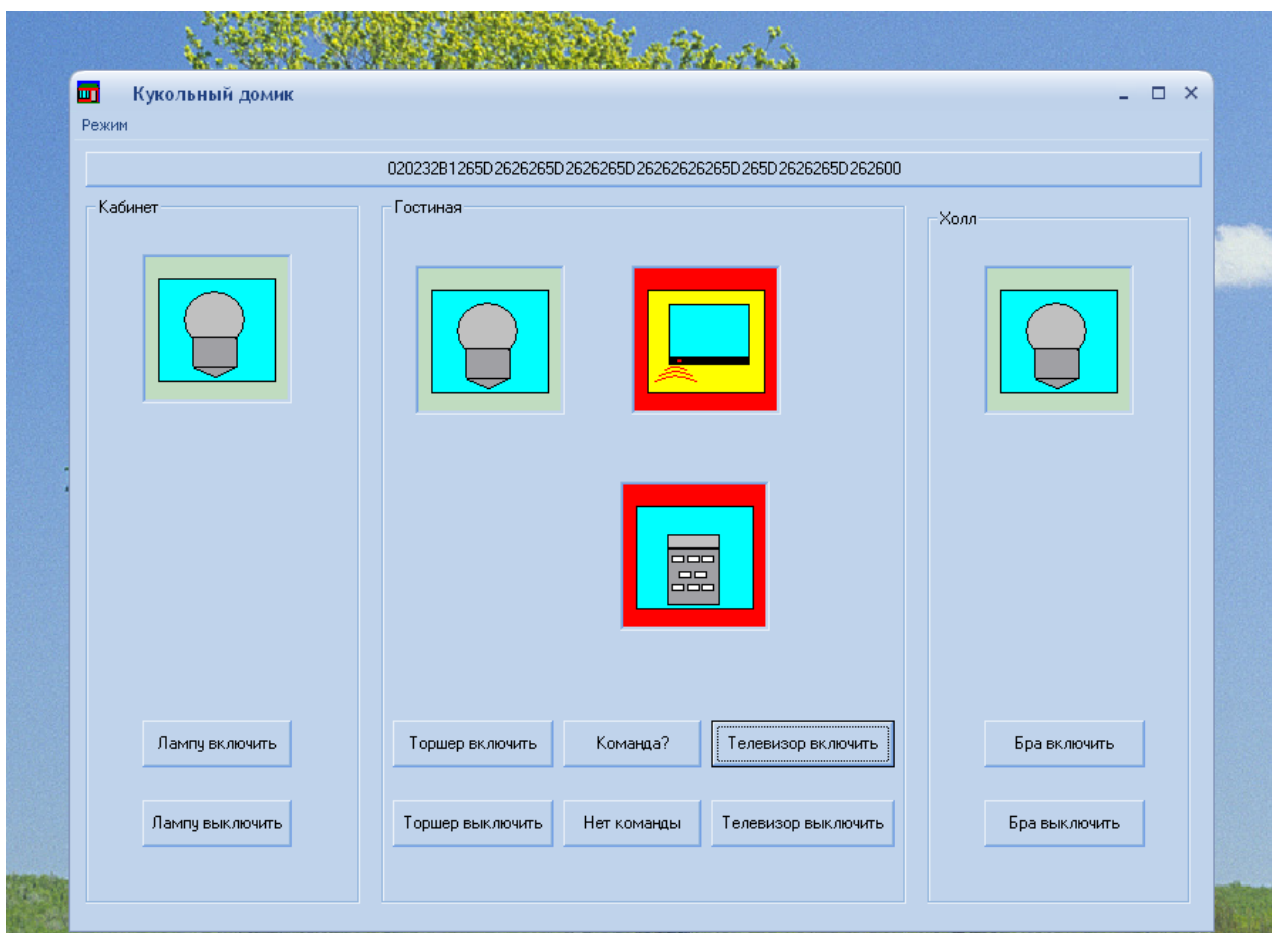 Кукольный домик
Режим
020232B1265D2626265D2626265D26262626265D265D2626265D262600
Кабинет
Гостиная
Холл
Лампу включить
Торшер включить
Команда?
Телевизор включить
Бра включить
Лампу выключить
Торшер выключить
Нет команды
Телевизор выключить
Бра выключить